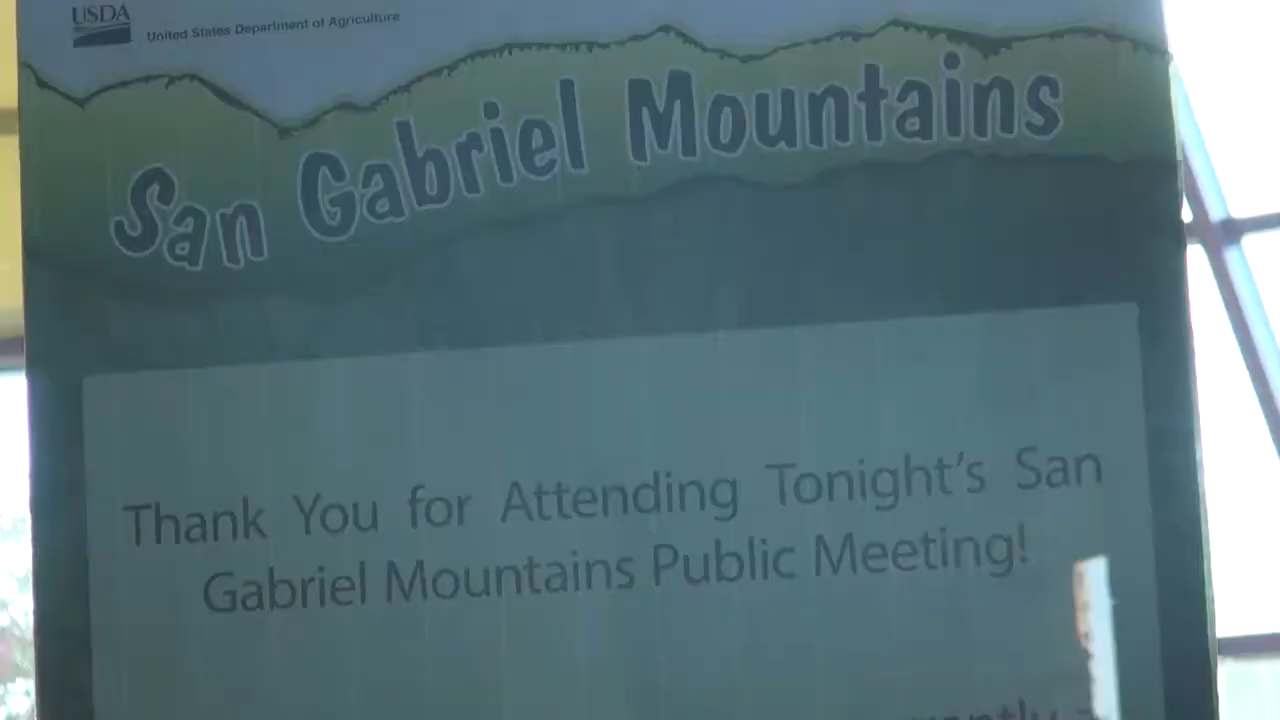 USDA
United States Department of Agriculture
San Gabriel Mountains
Thank You for Attending Tonight's San
Gabriel Mountains Public Meeting!